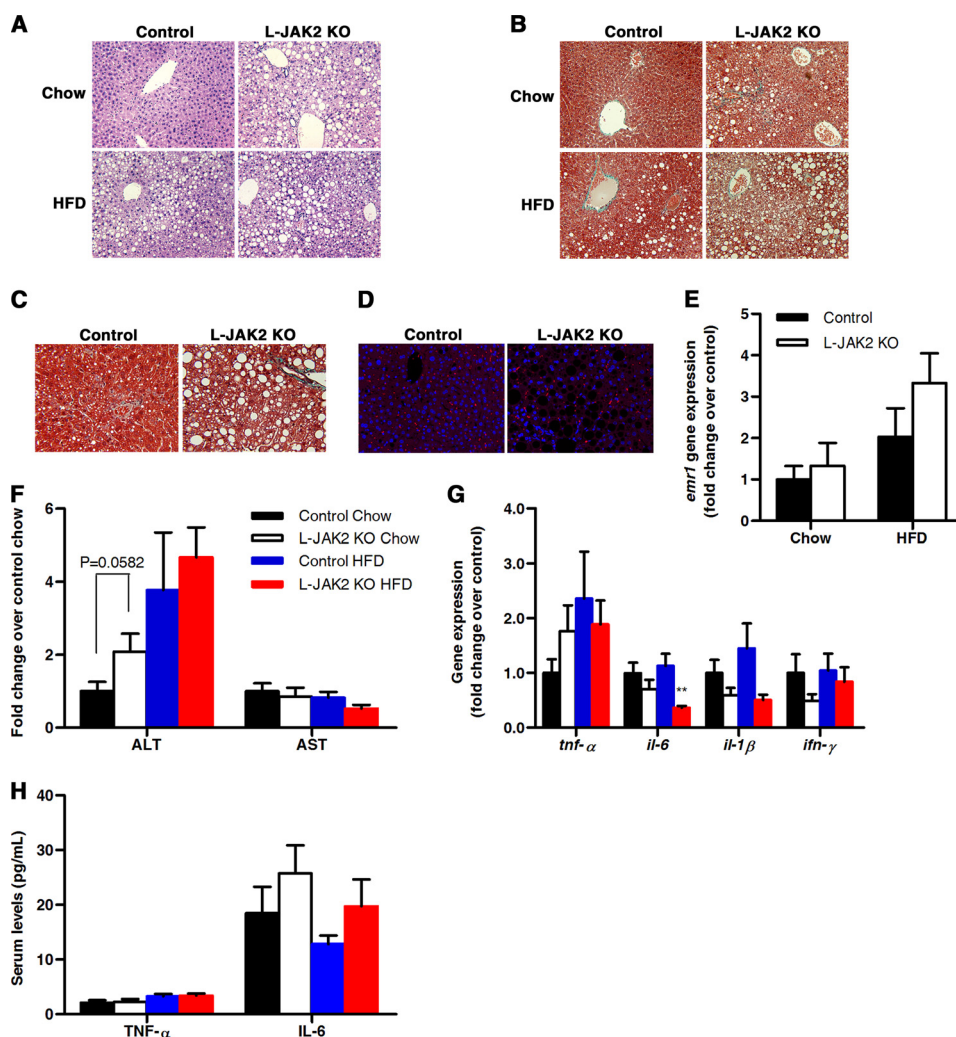 A
Control
L-JAK2 KO
Chow
HFD
B
Control
L-JAK2 KO
Chow
HFD
C
Control
L-JAK2 KO
D
Control
L-JAK2 KO
E
Control
L-JAK2 KO
emr1 gene expression
(fold change over control)
5
4
3
2
1
0
Chow
HFD
F
Control Chow
L-JAK2 KO Chow
Control HFD
L-JAK2 KO HFD
P=0.0582
Fold change over control chow
6
4
2
0
ALT
AST
G
Gene expression
(fold change over control)
4.0
3.0
2.0
1.0
0.0
**
tnf-α
il-6
il-1β
ifn-γ
H
Serum levels (pg/mL)
40
30
20
10
0
TNF-α
IL-6